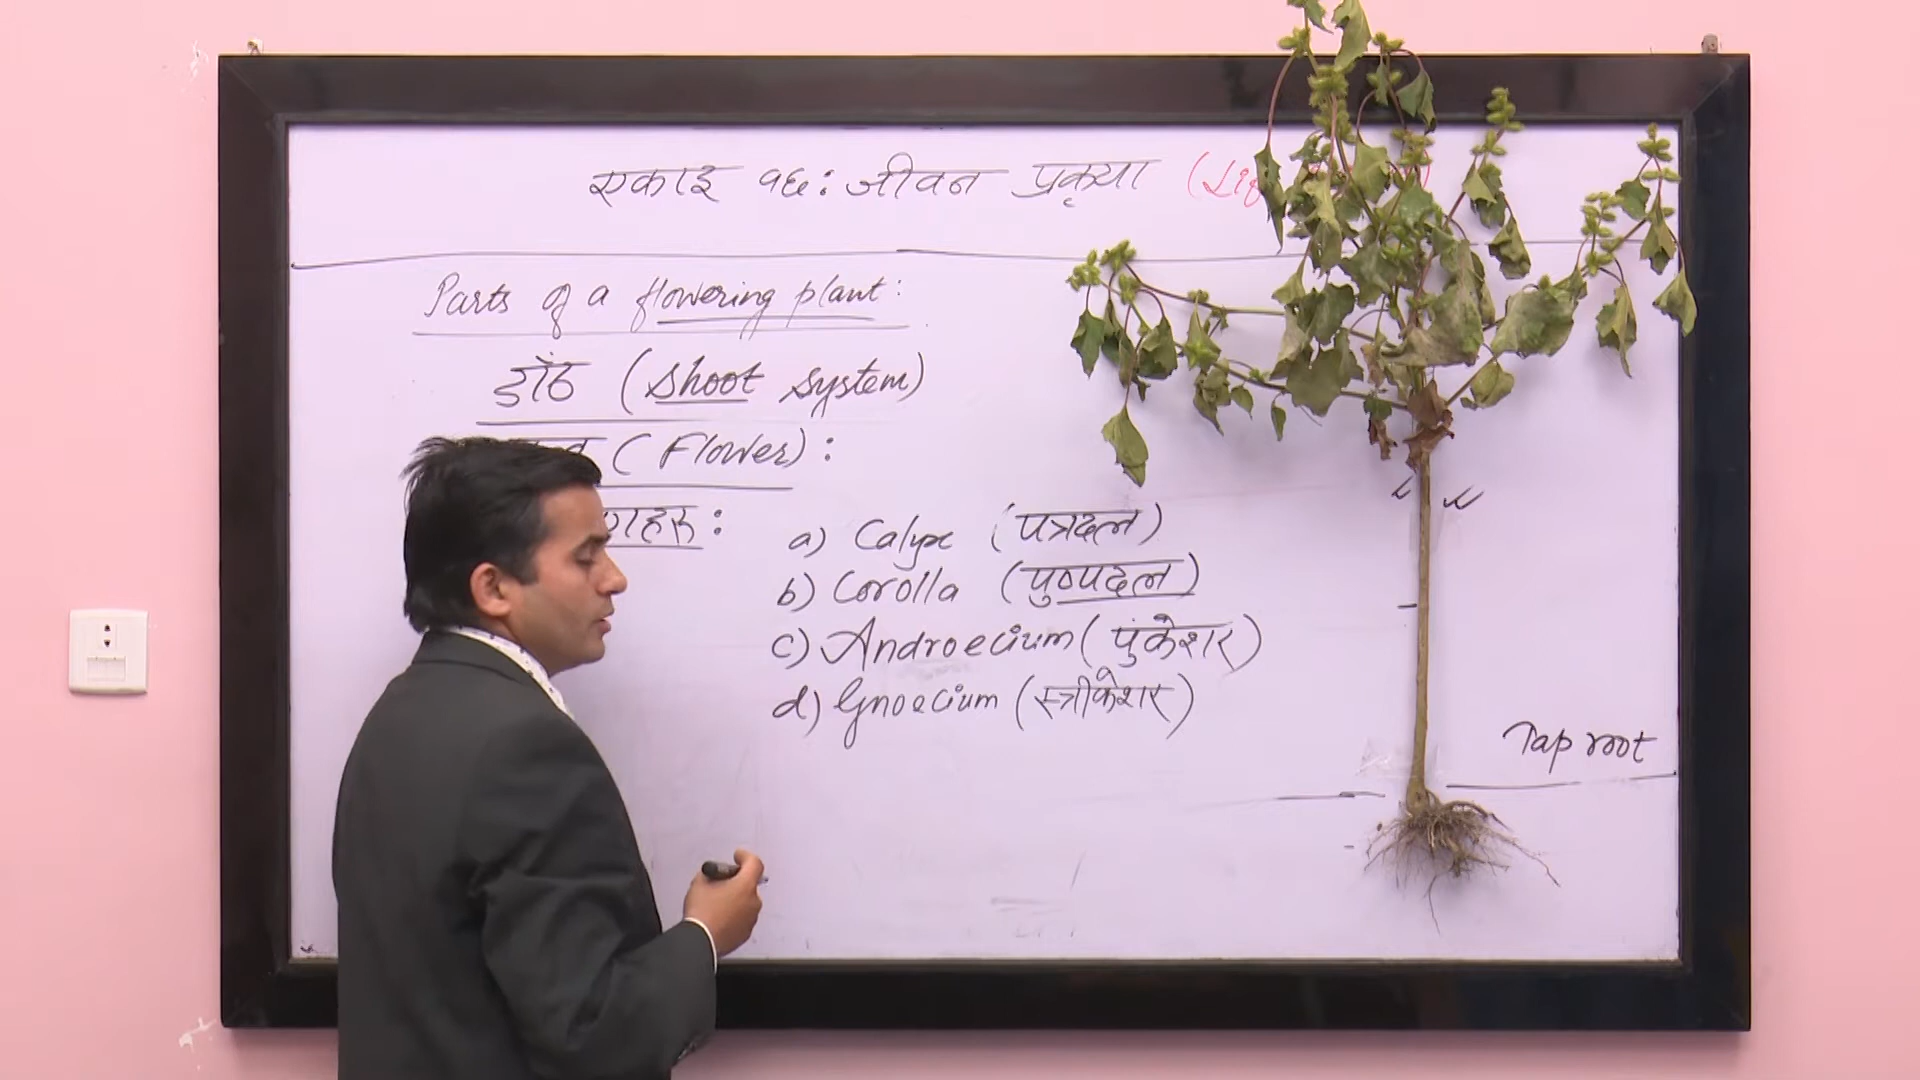 एकाइ १६: जीवन प्रकृया
Parts of a flowering plant:
डाँठ (shoot system)
(Flower):
a) Calyx (पत्रदल)
b) Corolla (पुष्पदल)
c) Androecium (पुंकेशर)
d) Gnoecium (स्त्रीकेशर)
Tap root